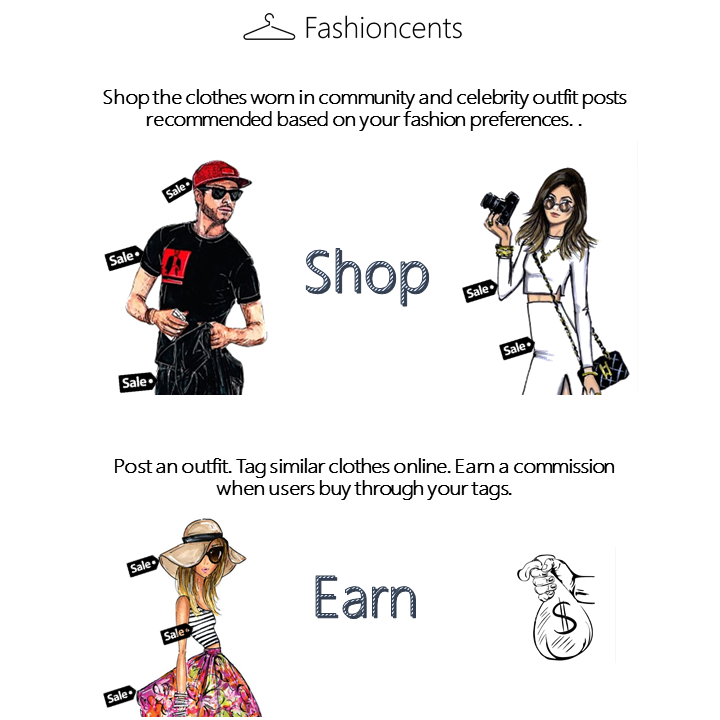 Fashioncents
Shop the clothes worn in community and celebrity outfit posts
recommended based on your fashion preferences. .
Sale
Sale
Sale
Shop
Sale
Sale
Post an outfit. Tag similar clothes online. Earn a commission
when users buy through your tags.
Sale
Sale
Sale
Earn
$